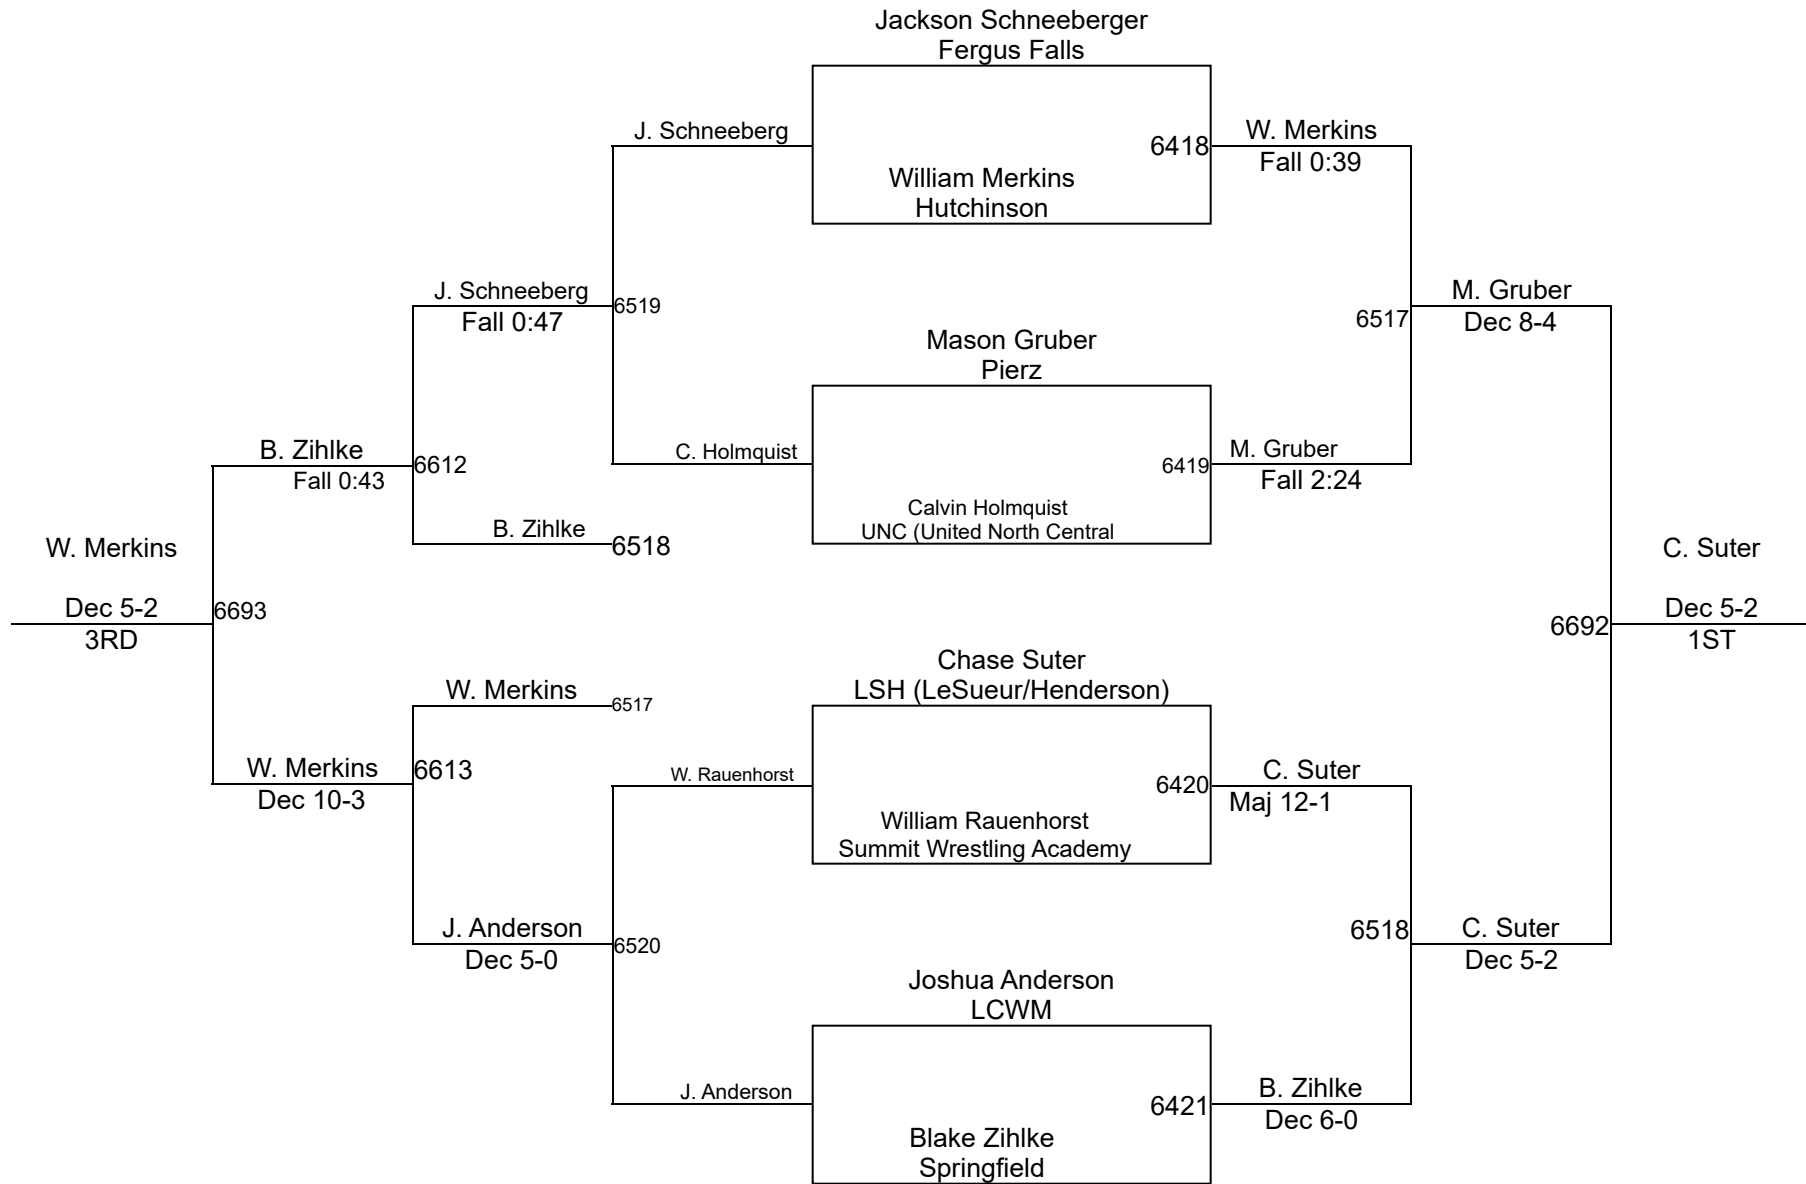 Jackson Schneeberger
Fergus Falls
J. Schneeberg
6418
W. Merkins
Fall 0:39
William Merkins
Hutchinson
J. Schneeberg
Fall 0:47
6519
6517
M. Gruber
Dec 8-4
Mason Gruber
Pierz
B. Zihlke
Fall 0:43
6612
C. Holmquist
6419
M. Gruber
Fall 2:24
Calvin Holmquist
UNC (United North Central
B. Zihlke
6518
W. Merkins
Dec 5-2
3RD
6693
C. Suter
Dec 5-2
1ST
6692
Chase Suter
LSH (LeSueur/Henderson)
W. Merkins
6517
W. Merkins
Dec 10-3
6613
W. Rauenhorst
6420
C. Suter
Maj 12-1
William Rauenhorst
Summit Wrestling Academy
J. Anderson
Dec 5-0
6520
6518
C. Suter
Dec 5-2
Joshua Anderson
LCWM
J. Anderson
6421
B. Zihlke
Dec 6-0
Blake Zihlke
Springfield